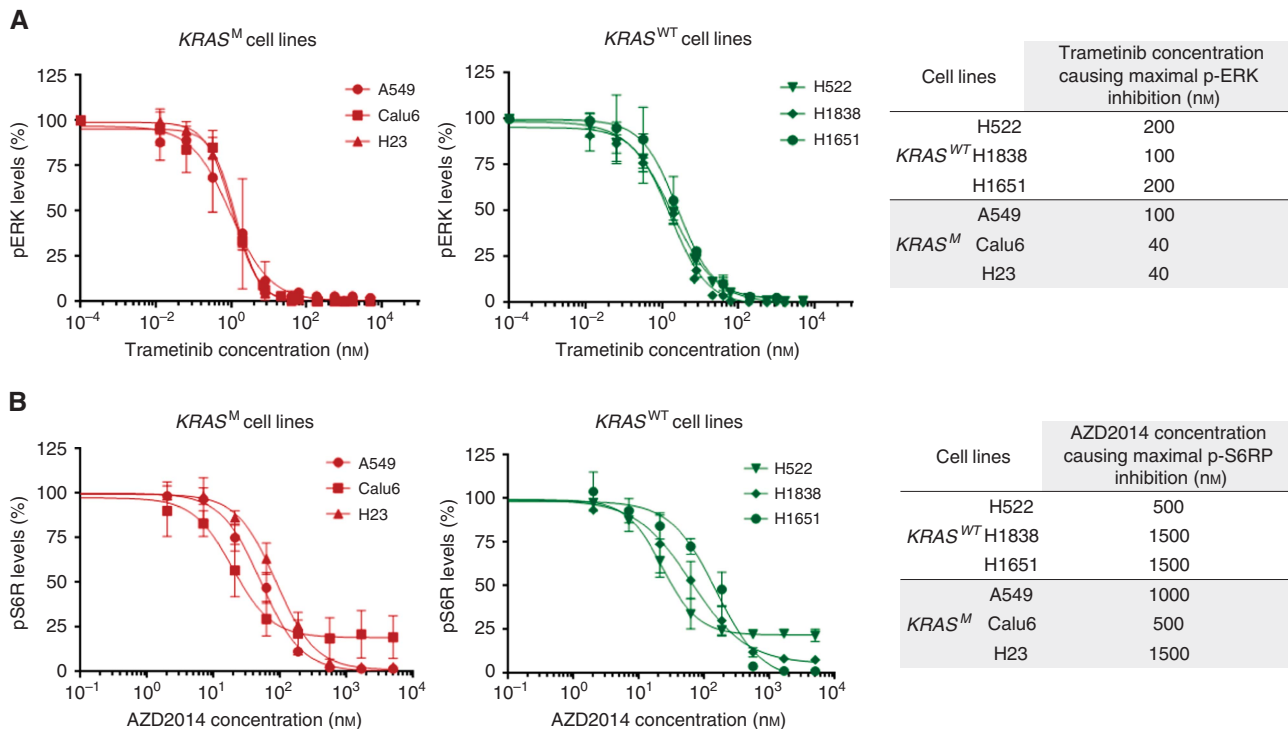 A
KRASᴹ cell lines
125
100
75
50
25
0
pERK levels (%)
A549
Calu6
H23
10⁻⁴ 10⁻² 10⁰ 10² 10⁴
Trametinib concentration (nM)
KRASᵂᵀ cell lines
125
100
75
50
25
0
pERK levels (%)
H522
H1838
H1651
10⁻⁴ 10⁻² 10⁰ 10² 10⁴
Trametinib concentration (nM)
Cell lines
Trametinib concentration
causing maximal p-ERK
inhibition (nM)
H522 200
KRASᵂᵀ H1838 100
H1651 200
A549 100
KRASᴹ Calu6 40
H23 40
B
KRASᴹ cell lines
125
100
75
50
25
0
pS6R levels (%)
A549
Calu6
H23
10⁻¹ 10⁰ 10¹ 10² 10³ 10⁴
AZD2014 concentration (nM)
KRASᵂᵀ cell lines
125
100
75
50
25
0
pS6R levels (%)
H522
H1838
H1651
10⁻¹ 10⁰ 10¹ 10² 10³ 10⁴
AZD2014 concentration (nM)
Cell lines
AZD2014 concentration
causing maximal p-S6RP
inhibition (nM)
H522 500
KRASᵂᵀ H1838 1500
H1651 1500
A549 1000
KRASᴹ Calu6 500
H23 1500